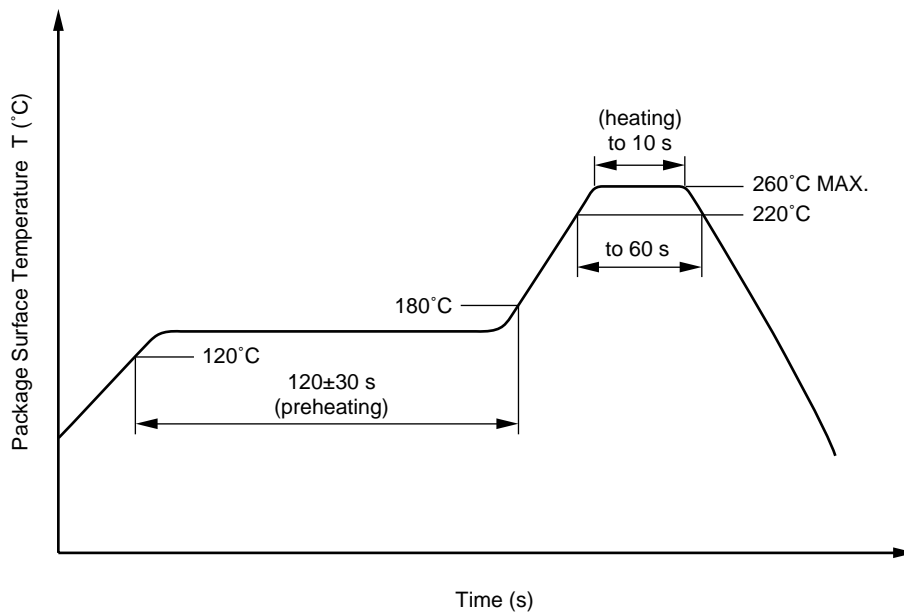 Package Surface Temperature T (˚C)
(heating)
to 10 s
260˚C MAX.
220˚C
to 60 s
180˚C
120˚C
120±30 s
(preheating)
Time (s)